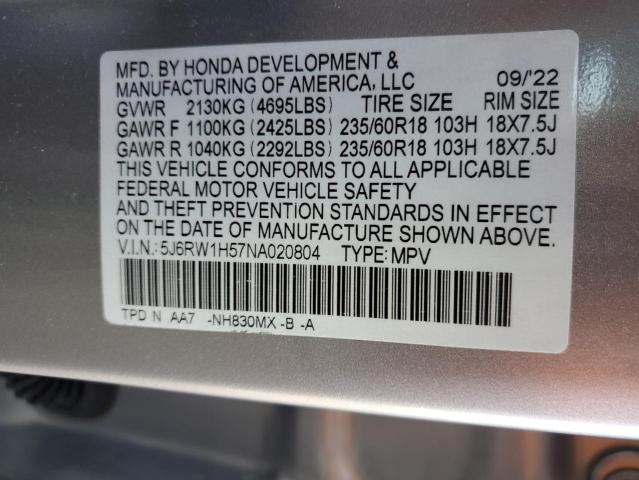 MFD. BY HONDA DEVELOPMENT &
MANUFACTURING OF AMERICA, LLC 09/'22
GVWR 2130KG (4695LBS) TIRE SIZE RIM SIZE
GAWR F 1100KG (2425LBS) 235/60R18 103H 18X7.5J
GAWR R 1040KG (2292LBS) 235/60R18 103H 18X7.5J
THIS VEHICLE CONFORMS TO ALL APPLICABLE
FEDERAL MOTOR VEHICLE SAFETY
AND THEFT PREVENTION STANDARDS IN EFFECT
ON THE DATE OF MANUFACTURE SHOWN ABOVE.
V.I.N.: 5J6RW1H57NA020804 TYPE: MPV
TPD N AA7 -NH830MX -B -A